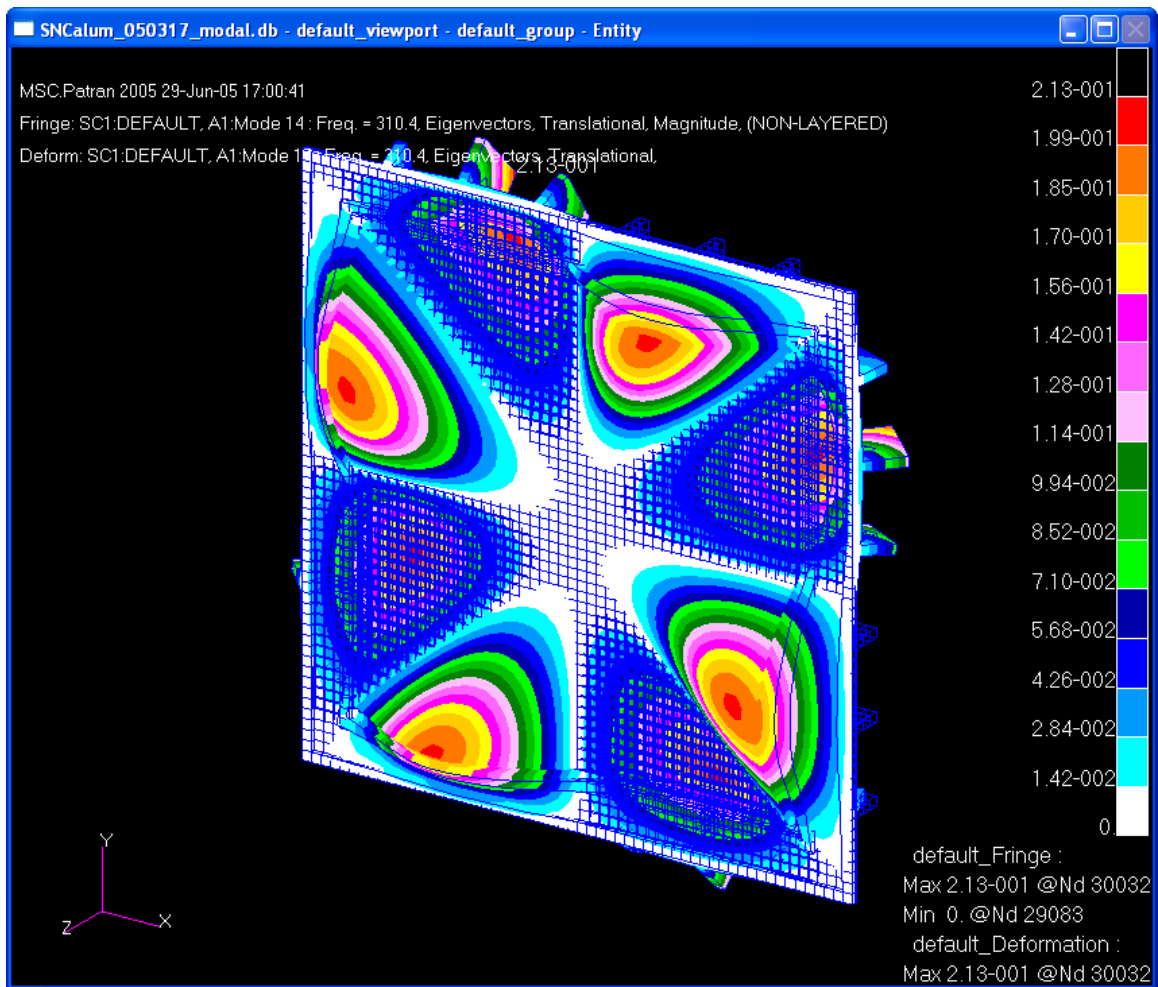 SNCalum_050317_modal.db - default_viewport - default_group - Entity
MSC.Patran 2005 29-Jun-05 17:00:41
Fringe: SC1:DEFAULT, A1:Mode 14 : Freq. = 310.4, Eigenvectors, Translational, Magnitude, (NON-LAYERED)
Deform: SC1:DEFAULT, A1:Mode Freq. = 310.4, Eigenvectors, Translational,
2.13-001
2.13-001
1.99-001
1.85-001
1.70-001
1.56-001
1.42-001
1.28-001
1.14-001
9.94-002
8.52-002
7.10-002
5.68-002
4.26-002
2.84-002
1.42-002
0.
default_Fringe :
Max 2.13-001 @Nd 30032
Min 0. @Nd 29083
default_Deformation :
Max 2.13-001 @Nd 30032
Y
Z
X